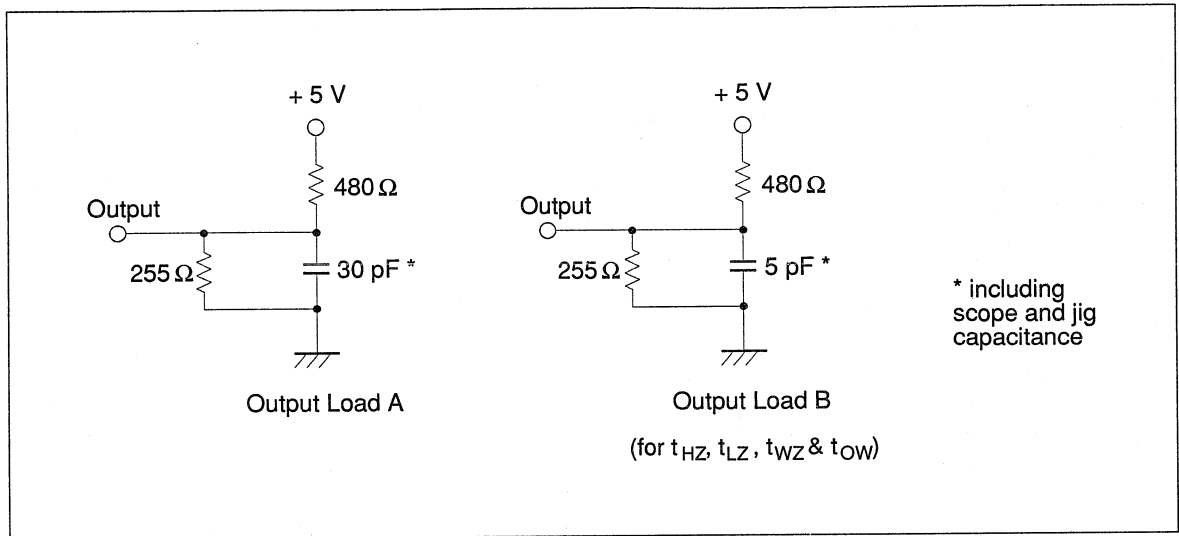 + 5 V
480 Ω
Output
255 Ω
30 pF *
Output Load A
+ 5 V
480 Ω
Output
255 Ω
5 pF *
Output Load B
(for tHZ, tLZ , tWZ & tOW)
* including
scope and jig
capacitance